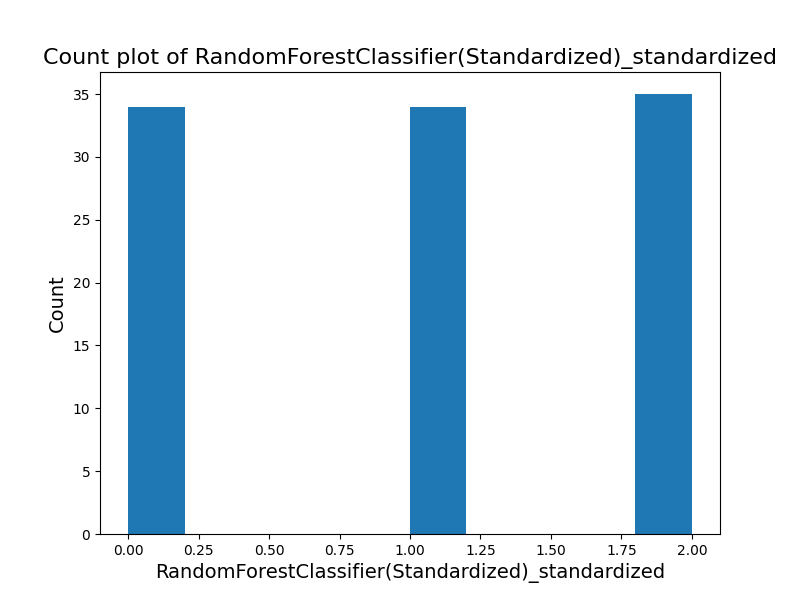 Count plot of RandomForestClassifier(Standardized)_standardized
35
30
25
20
15
10
5
0
Count
0.00 0.25 0.50 0.75 1.00 1.25 1.50 1.75 2.00
RandomForestClassifier(Standardized)_standardized